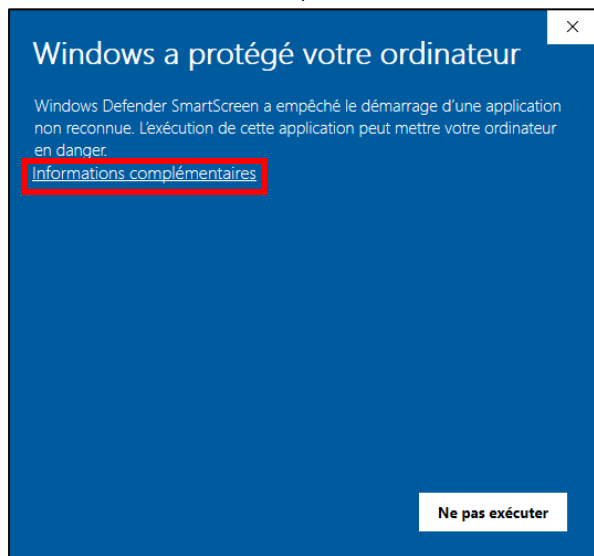 Windows a protégé votre ordinateur
Windows Defender SmartScreen a empêché le démarrage d'une application
non reconnue. L'exécution de cette application peut mettre votre ordinateur
en danger.
Informations complémentaires
Ne pas exécuter